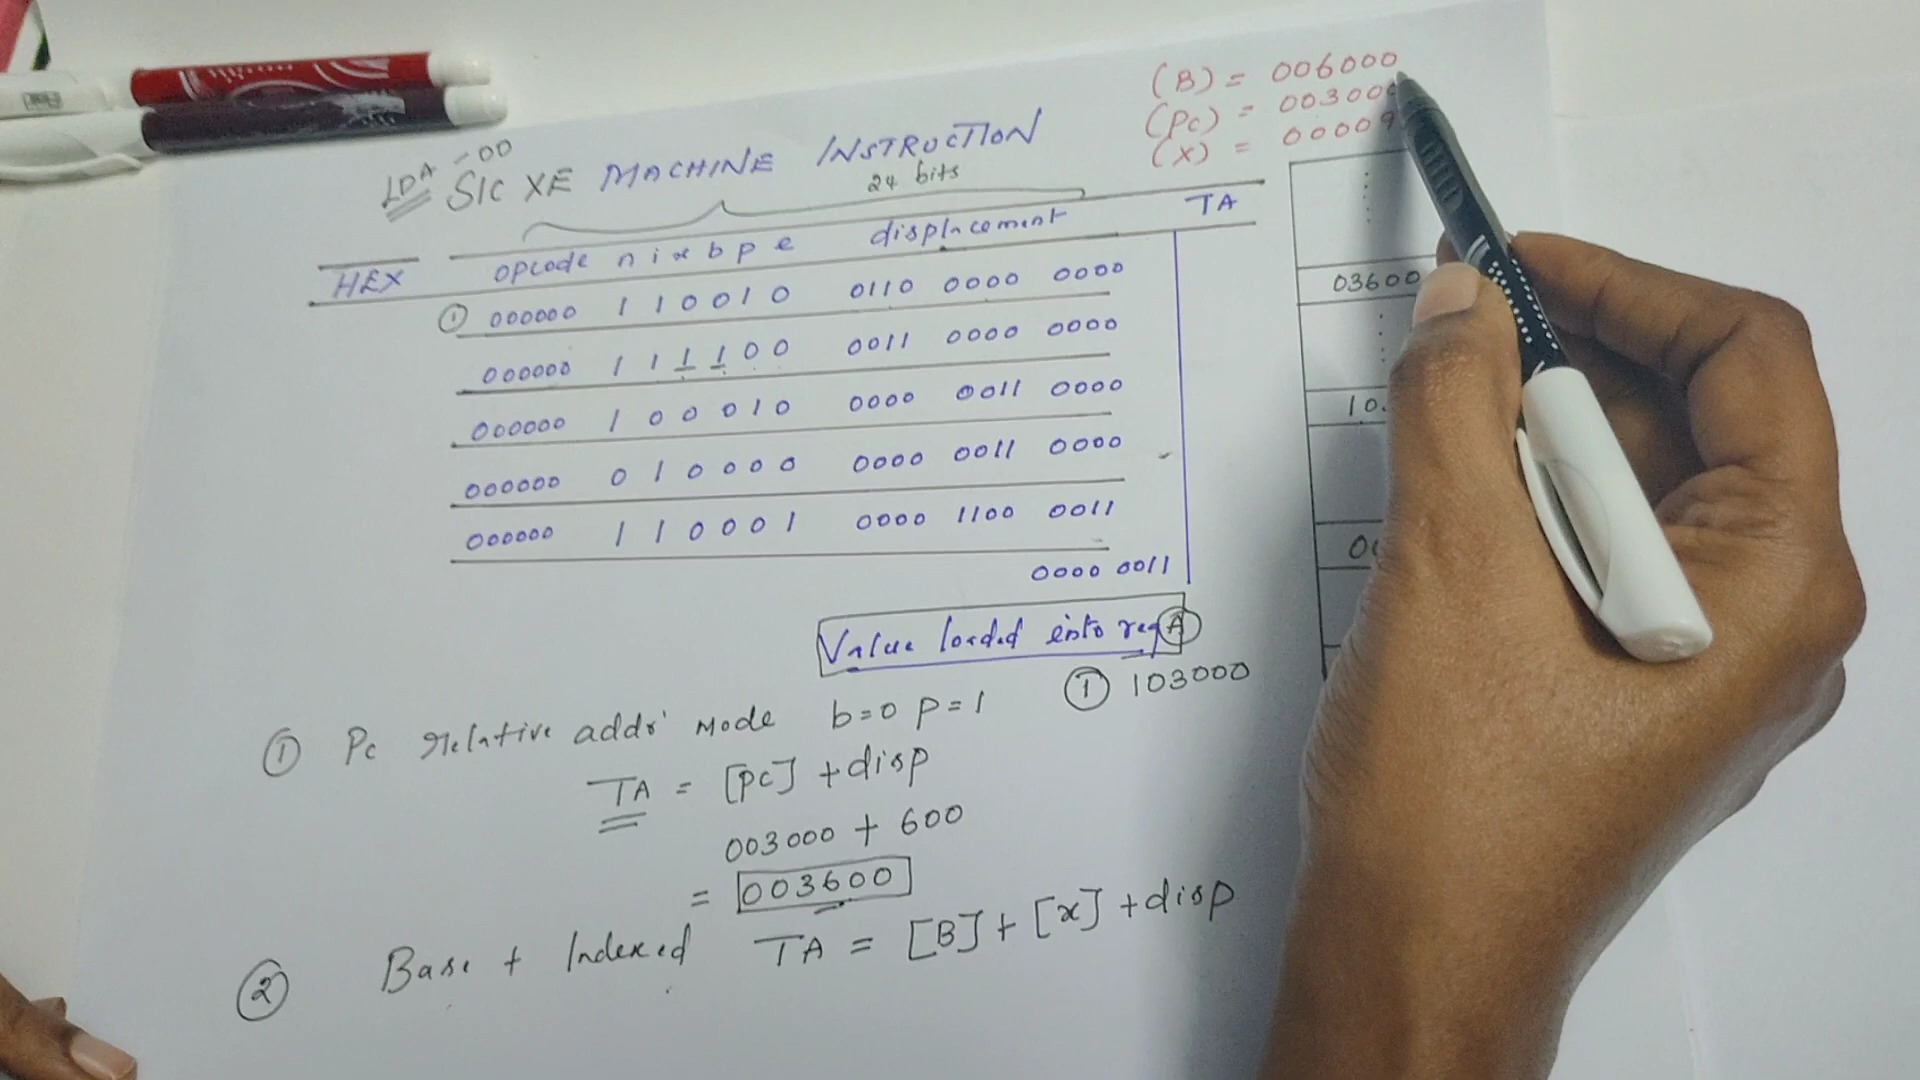 (B) = 006000
(PC) = 00300
(X) = 00009
LDA - 00
SIC XE MACHINE INSTRUCTION
24 bits
HEX opcode n i x b p e displacement TA
① 000000 1 1 0 0 1 0 0110 0000 0000
000000 1 1 1 1 0 0 0011 0000 0000
000000 1 0 0 0 1 0 0000 0011 0000
000000 0 1 0 0 0 0 0000 0011 0000
000000 1 1 0 0 0 1 0000 1100 0011
0000 0011
03600
10
Value loaded into reg A
① 103000
① Pc relative addr' Mode b=0 p=1
TA = [PC] + disp
003000 + 600
= 003600
② Base + Indexed TA = [B] + [x] + disp